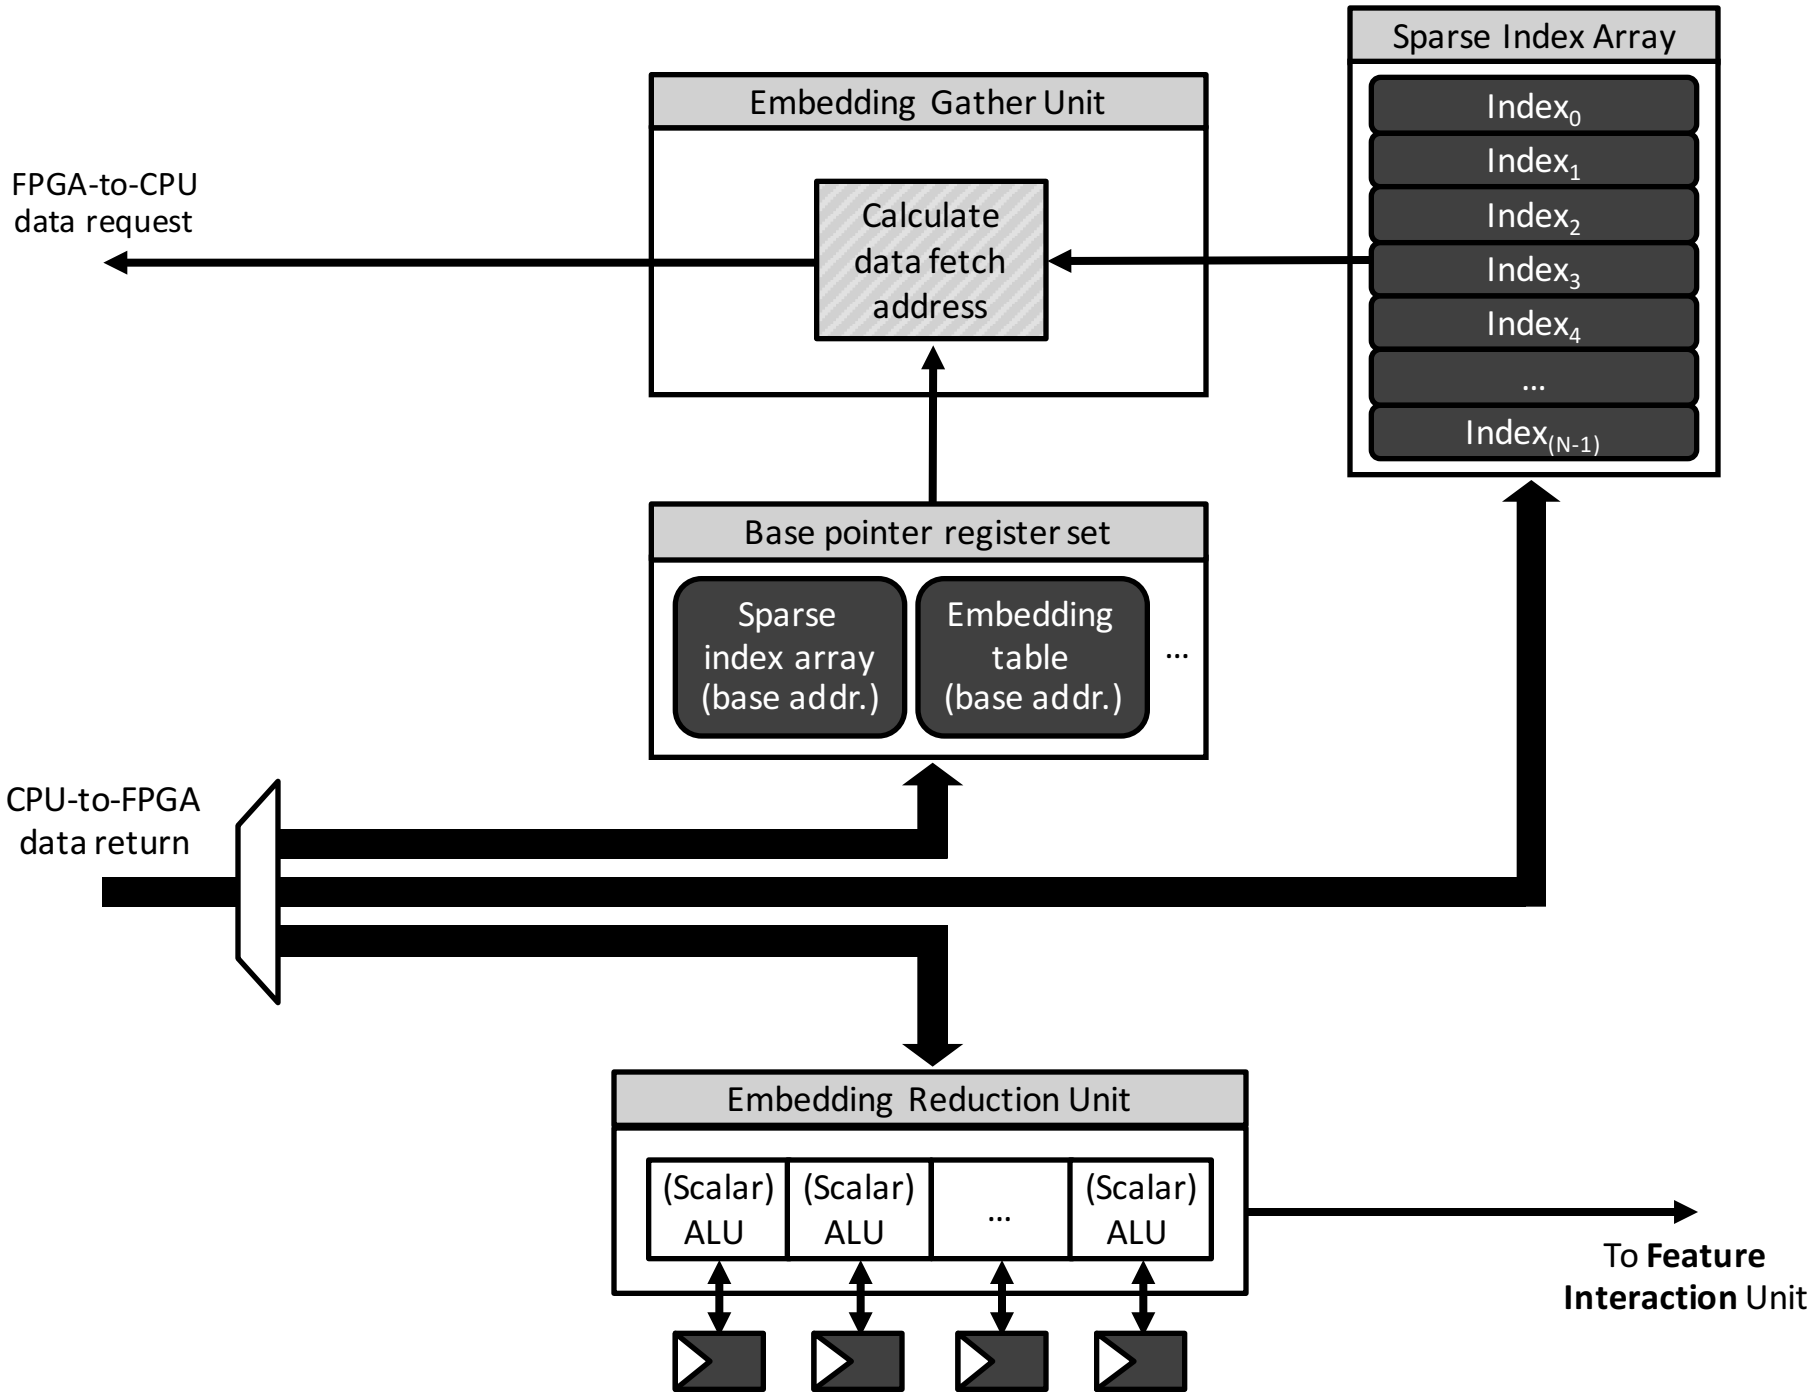 Sparse Index Array
Index0
Index1
Index2
Index3
Index4
...
Index(N-1)
Embedding Gather Unit
Calculate
data fetch
address
FPGA-to-CPU
data request
Base pointer register set
Sparse
index array
(base addr.)
Embedding
table
(base addr.)
...
CPU-to-FPGA
data return
Embedding Reduction Unit
(Scalar)
ALU
(Scalar)
ALU
...
(Scalar)
ALU
To Feature
Interaction Unit